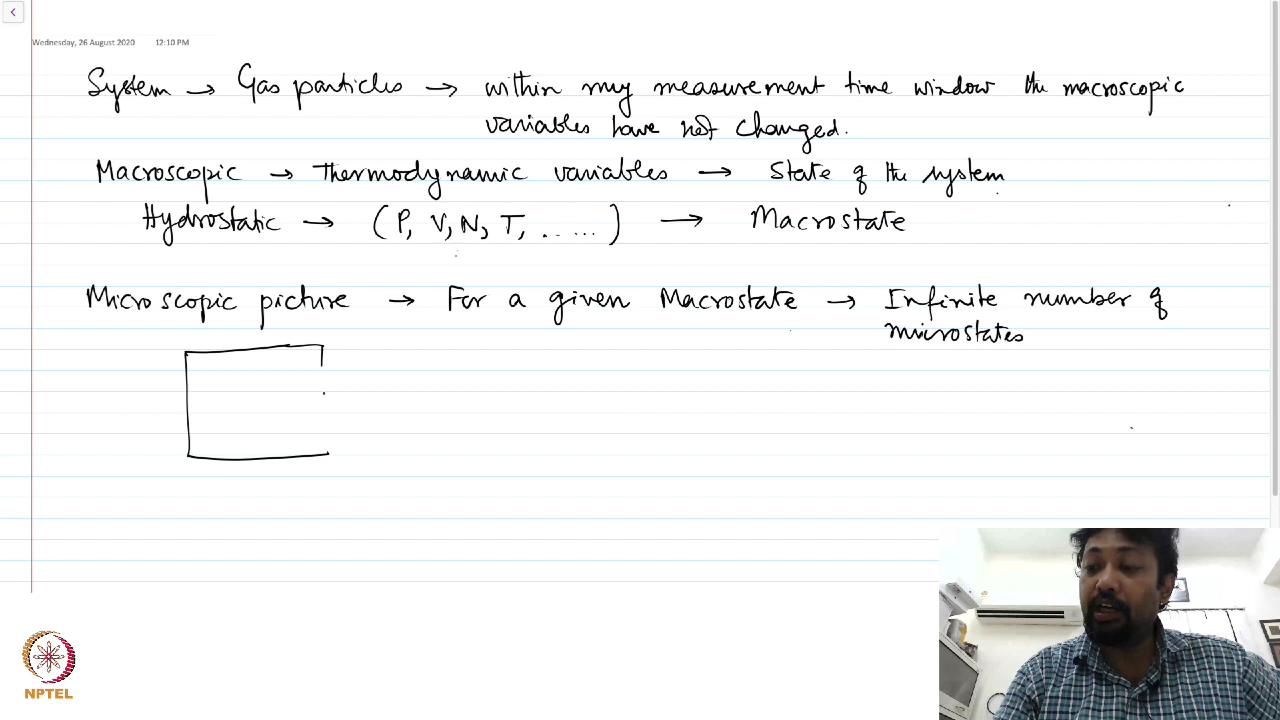 Wednesday, 26 August 2020 12:10 PM
System → Gas particles → within my measurement time window the macroscopic
variables have not changed.
Macroscopic → Thermodynamic variables → State of the system
Hydrostatic → (P, V, N, T, ......) → Macrostate
Microscopic picture → For a given Macrostate → Infinite number of
microstates
NPTEL